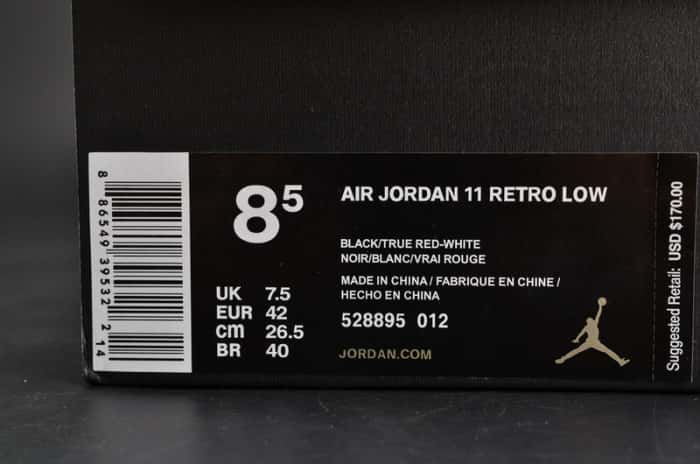 8 86549 39532 2 14
8 5
UK 7.5
EUR 42
cm 26.5
BR 40
AIR JORDAN 11 RETRO LOW
BLACK/TRUE RED-WHITE
NOIR/BLANC/VRAI ROUGE
MADE IN CHINA / FABRIQUE EN CHINE /
HECHO EN CHINA
528895 012
JORDAN.COM
Suggested Retail: USD $170.00